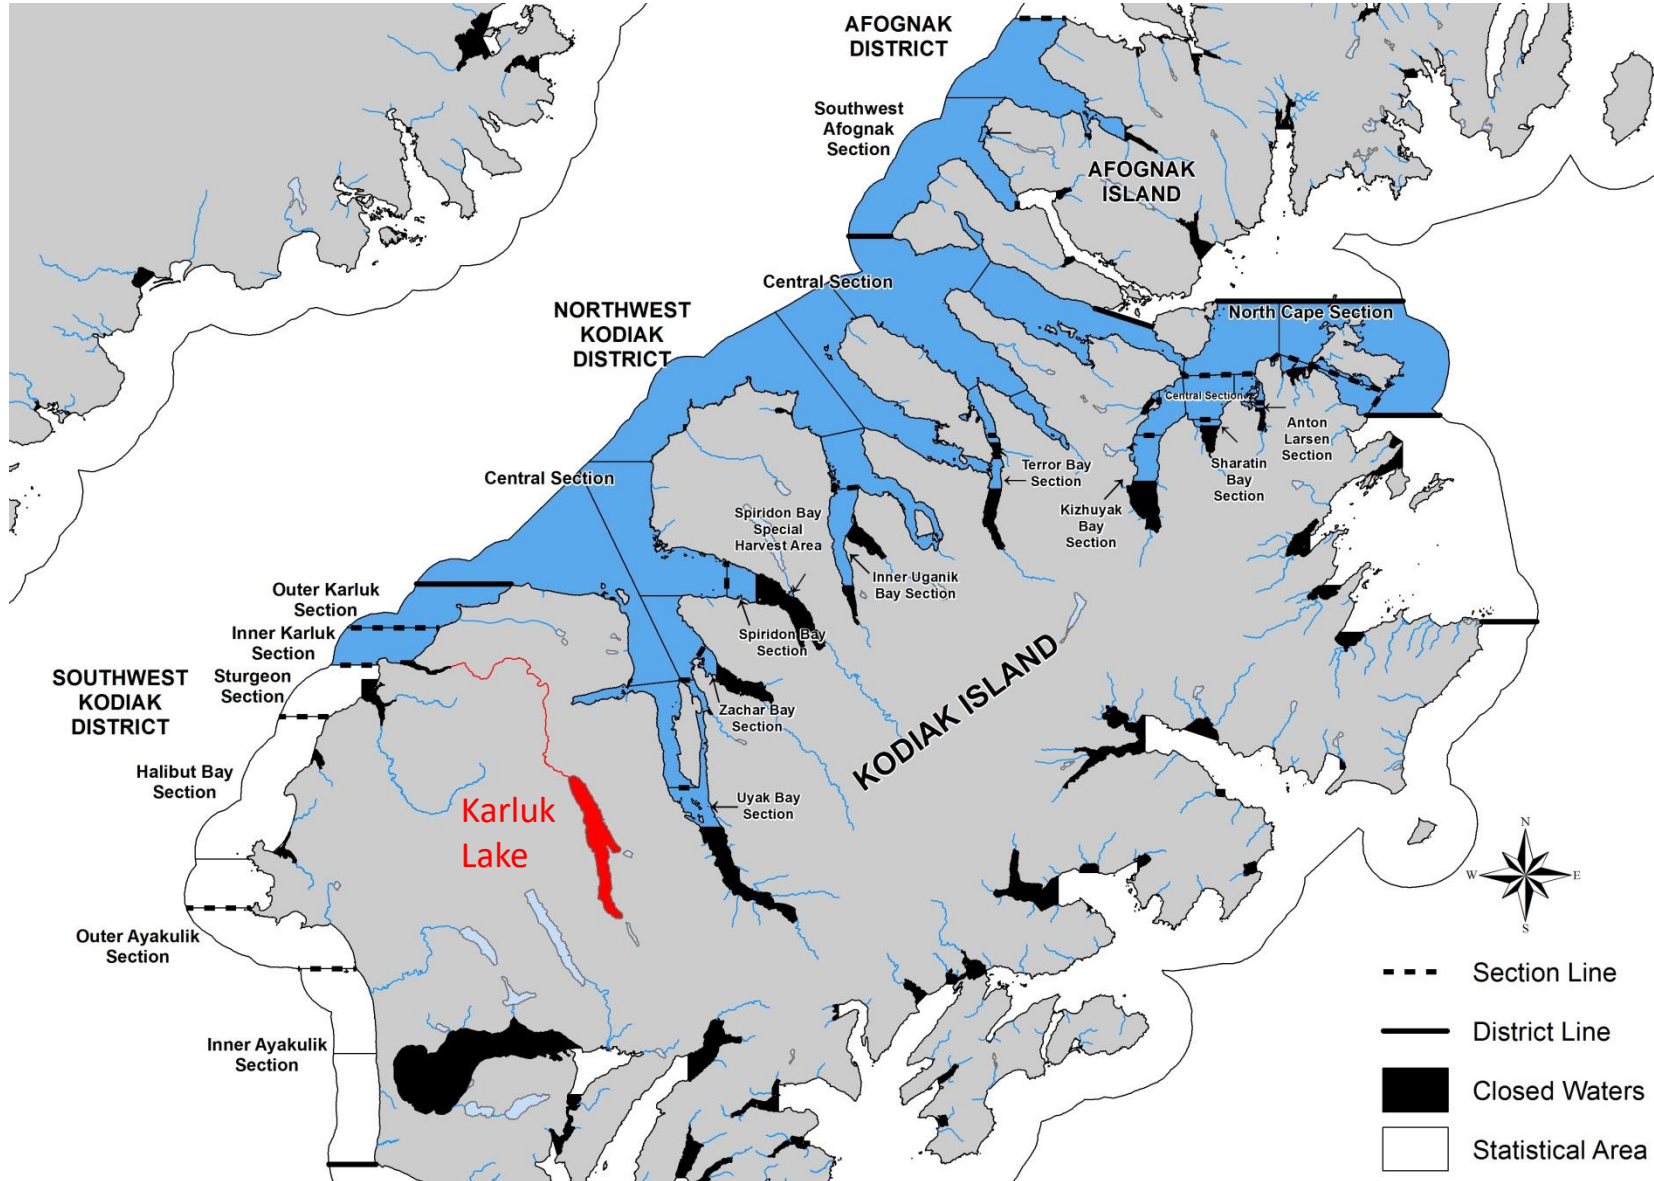 AFOGNAK
DISTRICT
Southwest
Afognak
Section
AFOGNAK
ISLAND
Central Section
NORTHWEST
KODIAK
DISTRICT
North Cape Section
Central Section
Anton
Larsen
Section
Sharatin
Bay
Section
Terror Bay
Section
Kizhuyak
Bay
Section
Central Section
Spiridon Bay
Special
Harvest Area
Inner Uganik
Bay Section
Outer Karluk
Section
Inner Karluk
Section
Sturgeon
Section
SOUTHWEST
KODIAK
DISTRICT
Spiridon Bay
Section
Zachar Bay
Section
KODIAK ISLAND
Halibut Bay
Section
Karluk
Lake
Uyak Bay
Section
Outer Ayakulik
Section
Inner Ayakulik
Section
N
W
E
S
Section Line
District Line
Closed Waters
Statistical Area